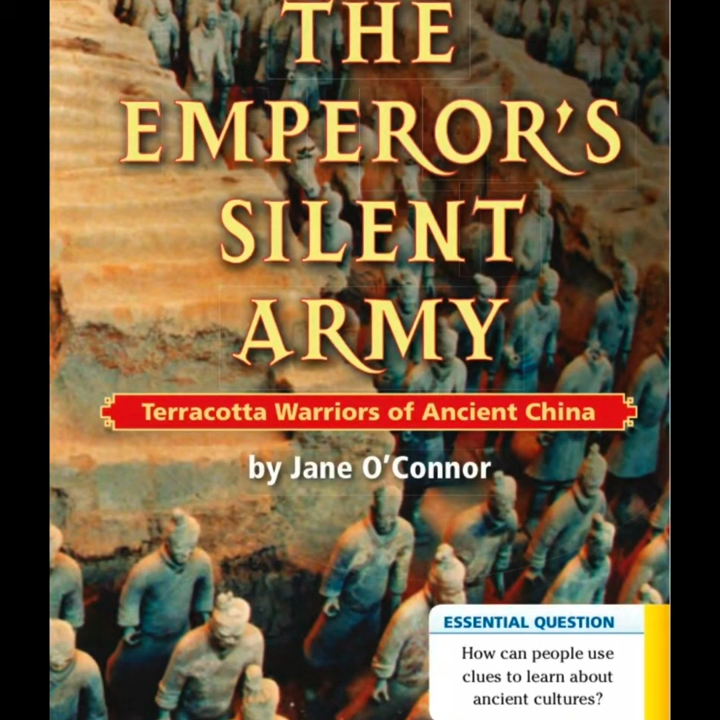 THE
EMPEROR'S
SILENT
ARMY
Terracotta Warriors of Ancient China
by Jane O'Connor
ESSENTIAL QUESTION
How can people use
clues to learn about
ancient cultures?